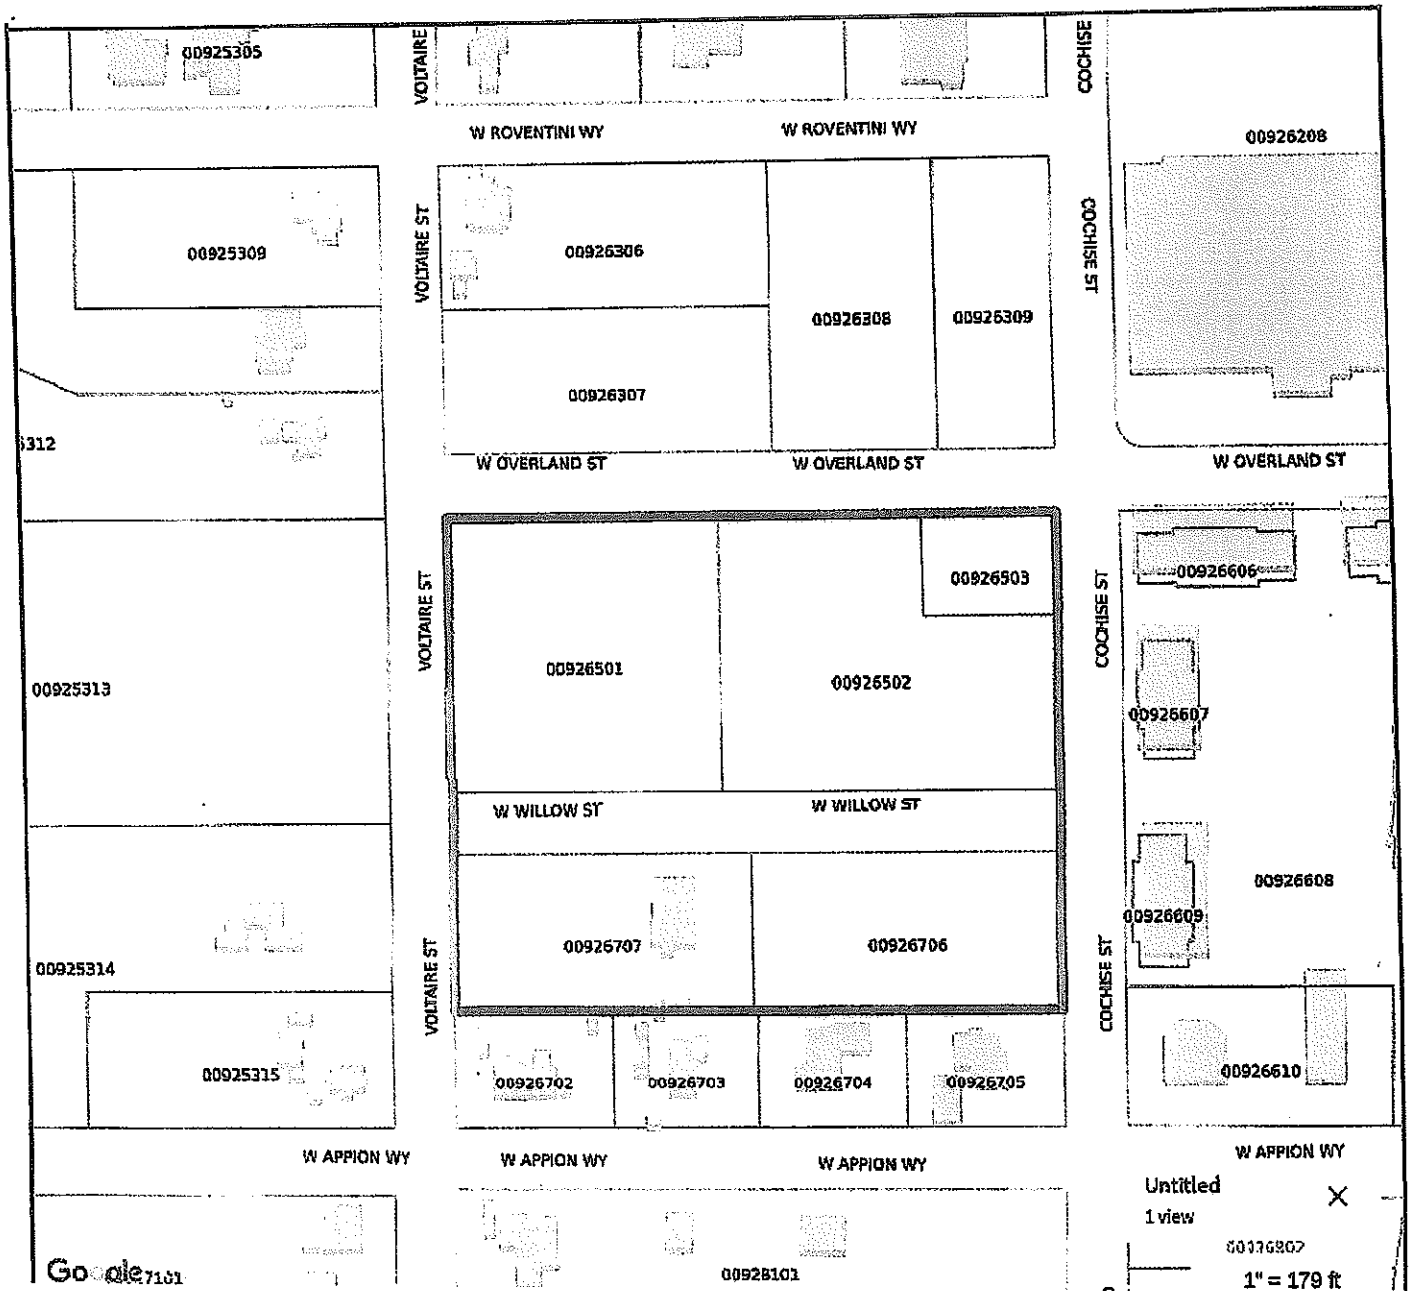 00925305
VOLTAIRE
COCHISE
W ROVENTINI WY
W ROVENTINI WY
00926208
VOLTAIRE ST
COCHISE ST
00925309
00926306
00926308
00926309
00926307
5312
W OVERLAND ST
W OVERLAND ST
W OVERLAND ST
VOLTAIRE ST
COCHISE ST
00926503
00926606
00926501
00926502
00925313
00926607
W WILLOW ST
W WILLOW ST
00926608
00926609
VOLTAIRE ST
COCHISE ST
00926707
00926706
00925314
00925315
00926702
00926703
00926704
00926705
00926610
W APPION WY
W APPION WY
W APPION WY
W APPION WY
Untitled
1 view
Google
7101
00928101
1" = 179 ft